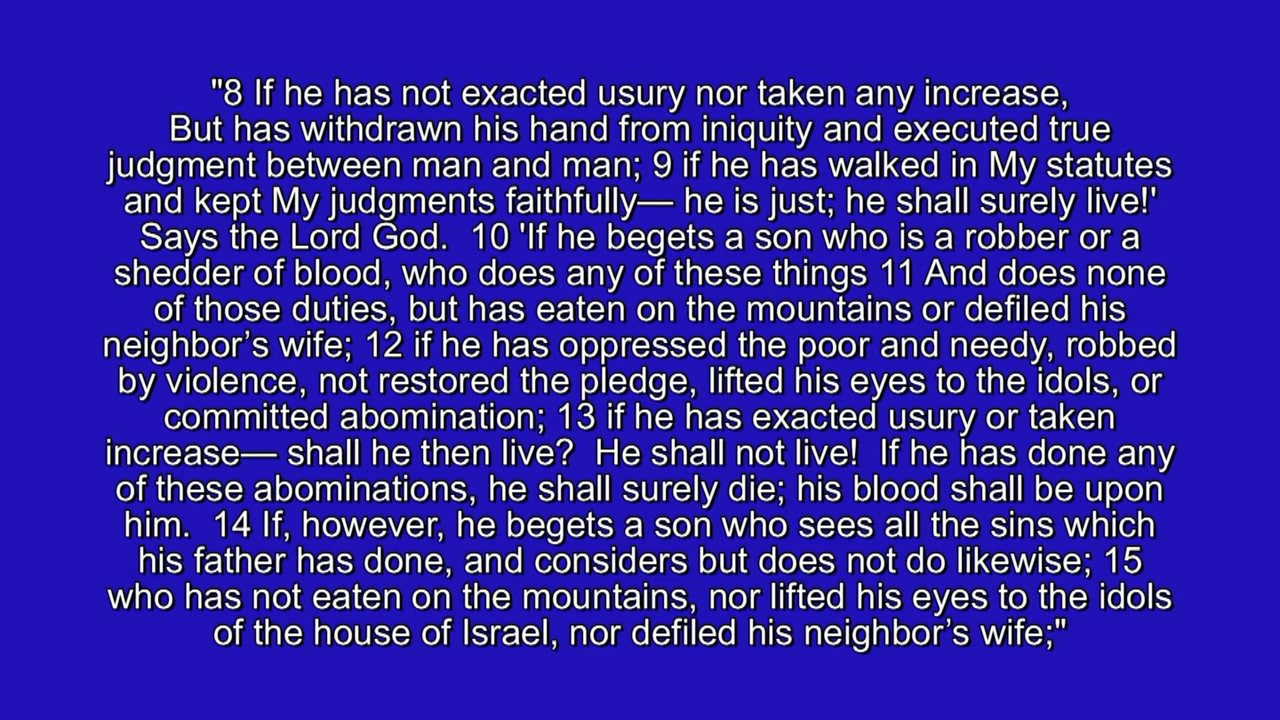 "8 If he has not exacted usury nor taken any increase,
But has withdrawn his hand from iniquity and executed true
judgment between man and man; 9 if he has walked in My statutes
and kept My judgments faithfully— he is just; he shall surely live!'
Says the Lord God.  10 'If he begets a son who is a robber or a
shedder of blood, who does any of these things 11 And does none
of those duties, but has eaten on the mountains or defiled his
neighbor’s wife; 12 if he has oppressed the poor and needy, robbed
by violence, not restored the pledge, lifted his eyes to the idols, or
committed abomination; 13 if he has exacted usury or taken
increase— shall he then live?  He shall not live!  If he has done any
of these abominations, he shall surely die; his blood shall be upon
him.  14 If, however, he begets a son who sees all the sins which
his father has done, and considers but does not do likewise; 15
who has not eaten on the mountains, nor lifted his eyes to the idols
of the house of Israel, nor defiled his neighbor’s wife;"